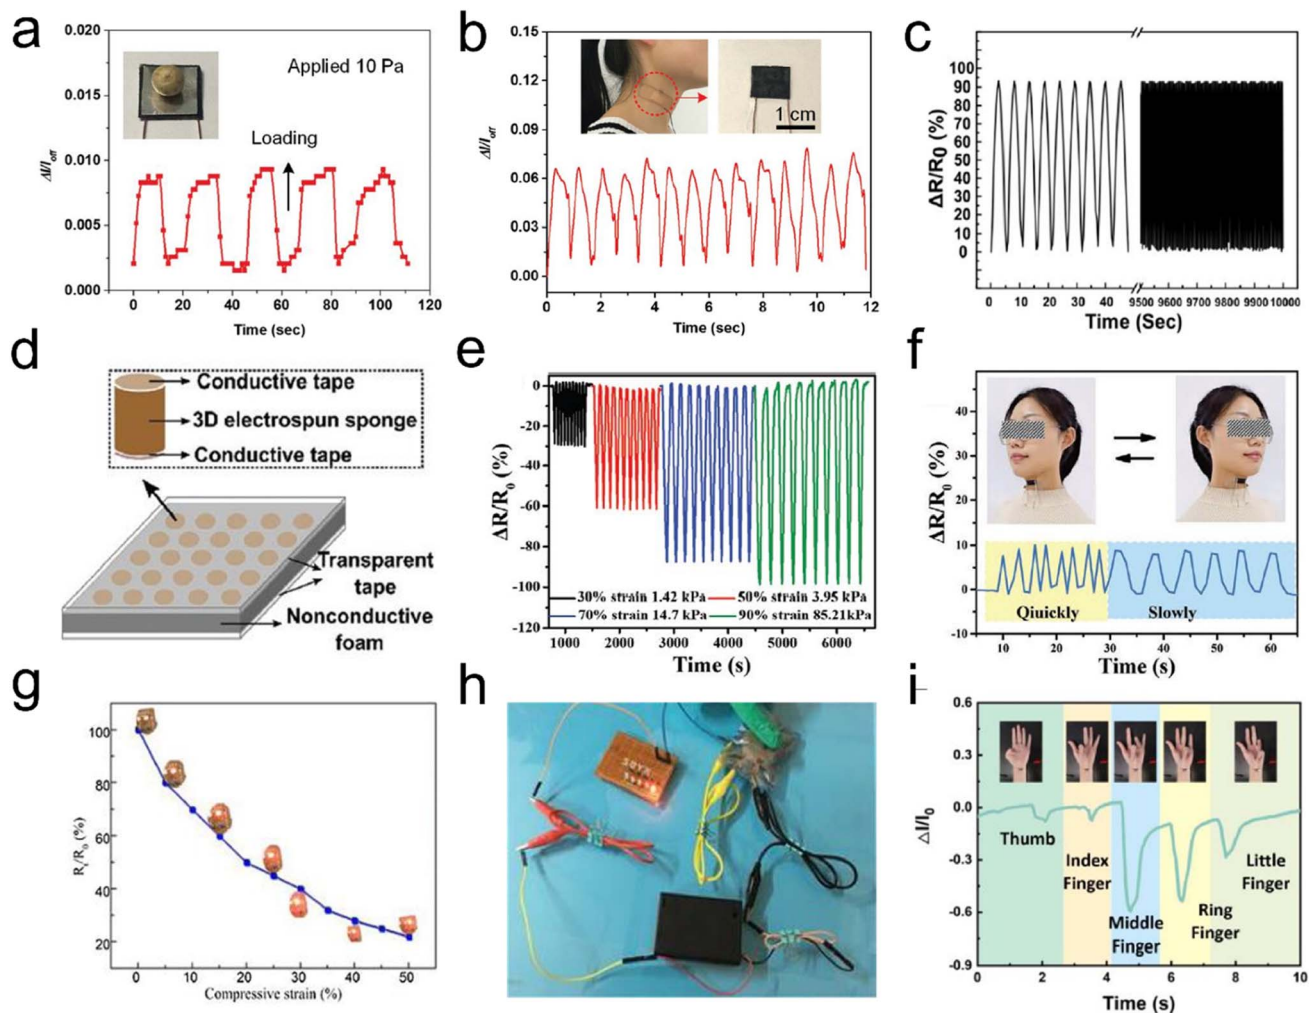 a
0.020
0.015
0.010
0.005
0.000
ΔI/Ioff
Applied 10 Pa
Loading
0 20 40 60 80 100 120
Time (sec)
b
0.15
0.12
0.09
0.06
0.03
0.00
ΔI/Ioff
1 cm
0 2 4 6 8 10 12
Time (sec)
c
100
90
80
70
60
50
40
30
20
10
0
ΔR/R0 (%)
0 10 20 30 40 9500 9600 9700 9800 9900 10000
Time (Sec)
d
Conductive tape
3D electrospun sponge
Conductive tape
Transparent
tape
Nonconductive
foam
e
0
-20
-40
-60
-80
-100
-120
ΔR/R0 (%)
30% strain 1.42 kPa 50% strain 3.95 kPa
70% strain 14.7 kPa 90% strain 85.21kPa
1000 2000 3000 4000 5000 6000
Time (s)
f
46
36
26
16
6
-10
ΔR/R0 (%)
Qiuickly
Slowly
10 20 30 40 50 60
Time (s)
g
100
80
60
40
20
Rt/R0 (%)
0 10 20 30 40 50
Compressive strain (%)
h
i
0.6
0.3
0.0
-0.3
-0.6
-0.9
ΔI/I0
Thumb
Index
Finger
Middle
Finger
Ring
Finger
Little
Finger
0 2 4 6 8 10
Time (s)